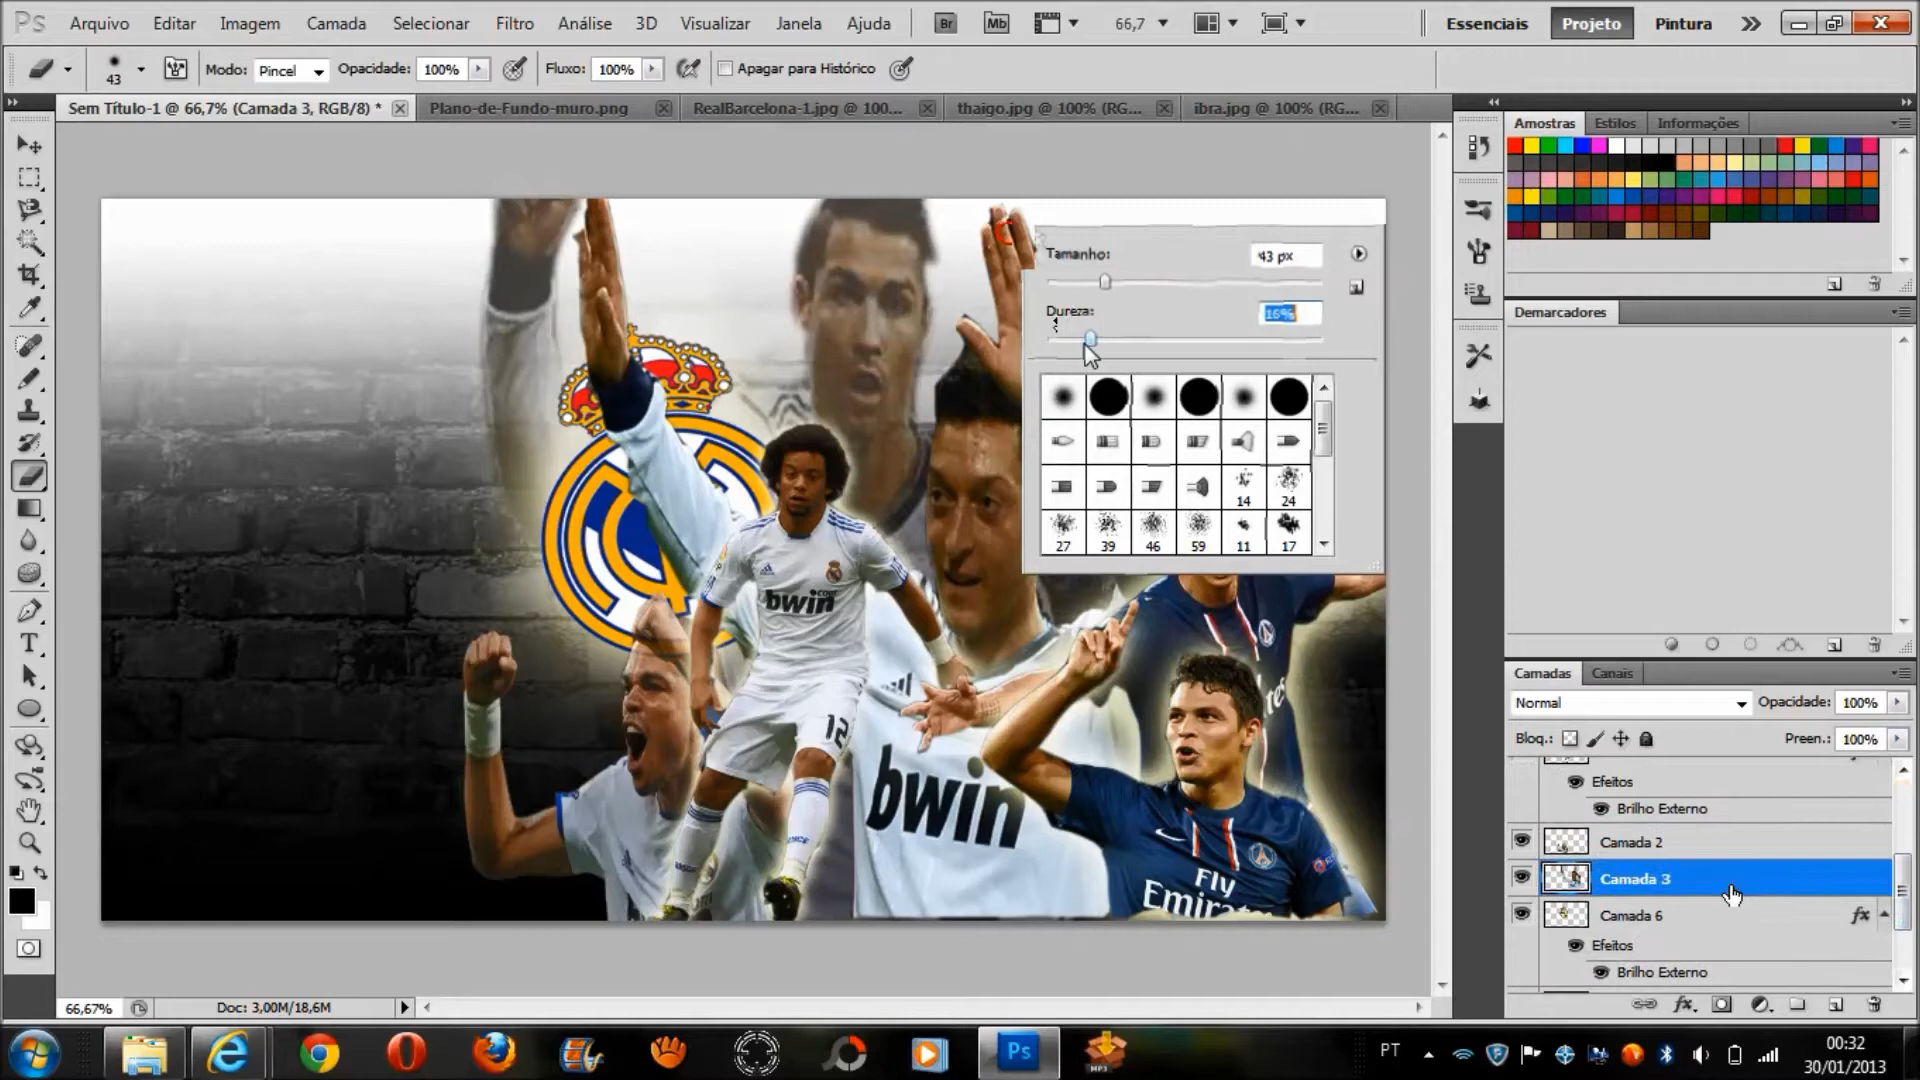 Ps Arquivo Editar Imagem Camada Selecionar Filtro Análise 3D Visualizar Janela Ajuda Br Mb 66,7 Essenciais Projeto Pintura
43 Modo: Pincel Opacidade: 100% Fluxo: 100% Apagar para Histórico
Sem Título-1 @ 66,7% (Camada 3, RGB/8) * Plano-de-Fundo-muro.png RealBarcelona-1.jpg @ 100... thaigo.jpg @ 100% (RG... ibra.jpg @ 100% (RG...
Amostras Estilos Informações
Tamanho: 43 px
Dureza: 16%
14 24
27 39 46 59 11 17
Demarcadores
bwin
12
bwin
Fly
Emirates
Camadas Canais
Normal Opacidade: 100%
Bloq.: Preen.: 100%
Efeitos
Brilho Externo
Camada 2
Camada 3
Camada 6 fx
Efeitos
Brilho Externo
66,67% Doc: 3,00M/18,6M
Ps MP3 PT 00:32
30/01/2013